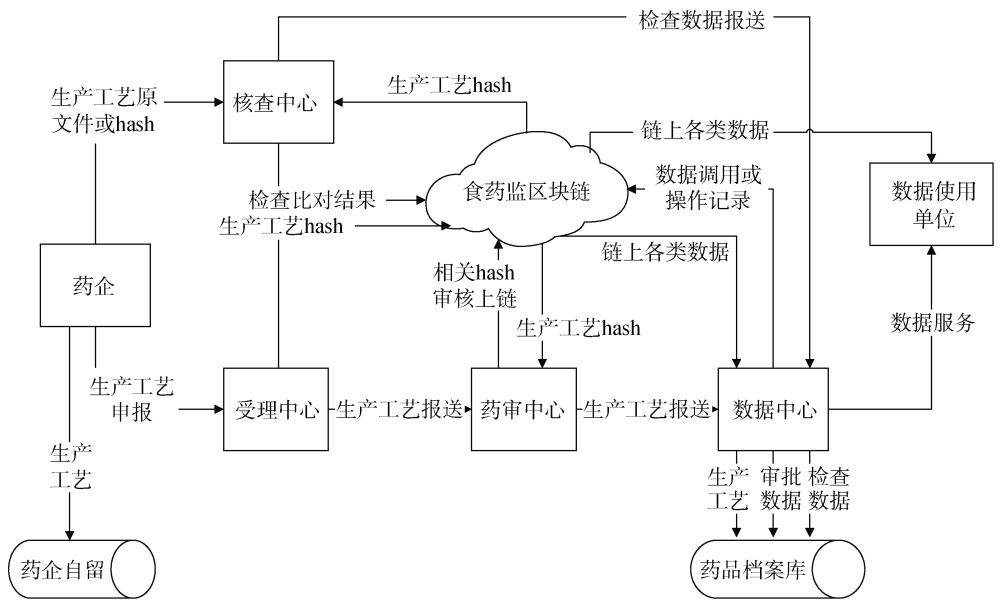 检查数据报送
生产工艺hash
生产工艺原
文件或hash
核查中心
链上各类数据
食药监区块链
数据调用或
操作记录
数据使用
单位
检查比对结果
生产工艺hash
链上各类数据
药企
相关hash
审核上链
生产工艺hash
数据服务
生产工艺
申报
受理中心
生产工艺报送
药审中心
生产工艺报送
数据中心
生产
工艺
生产
工艺
审批
数据
检查
数据
药企自留
药品档案库